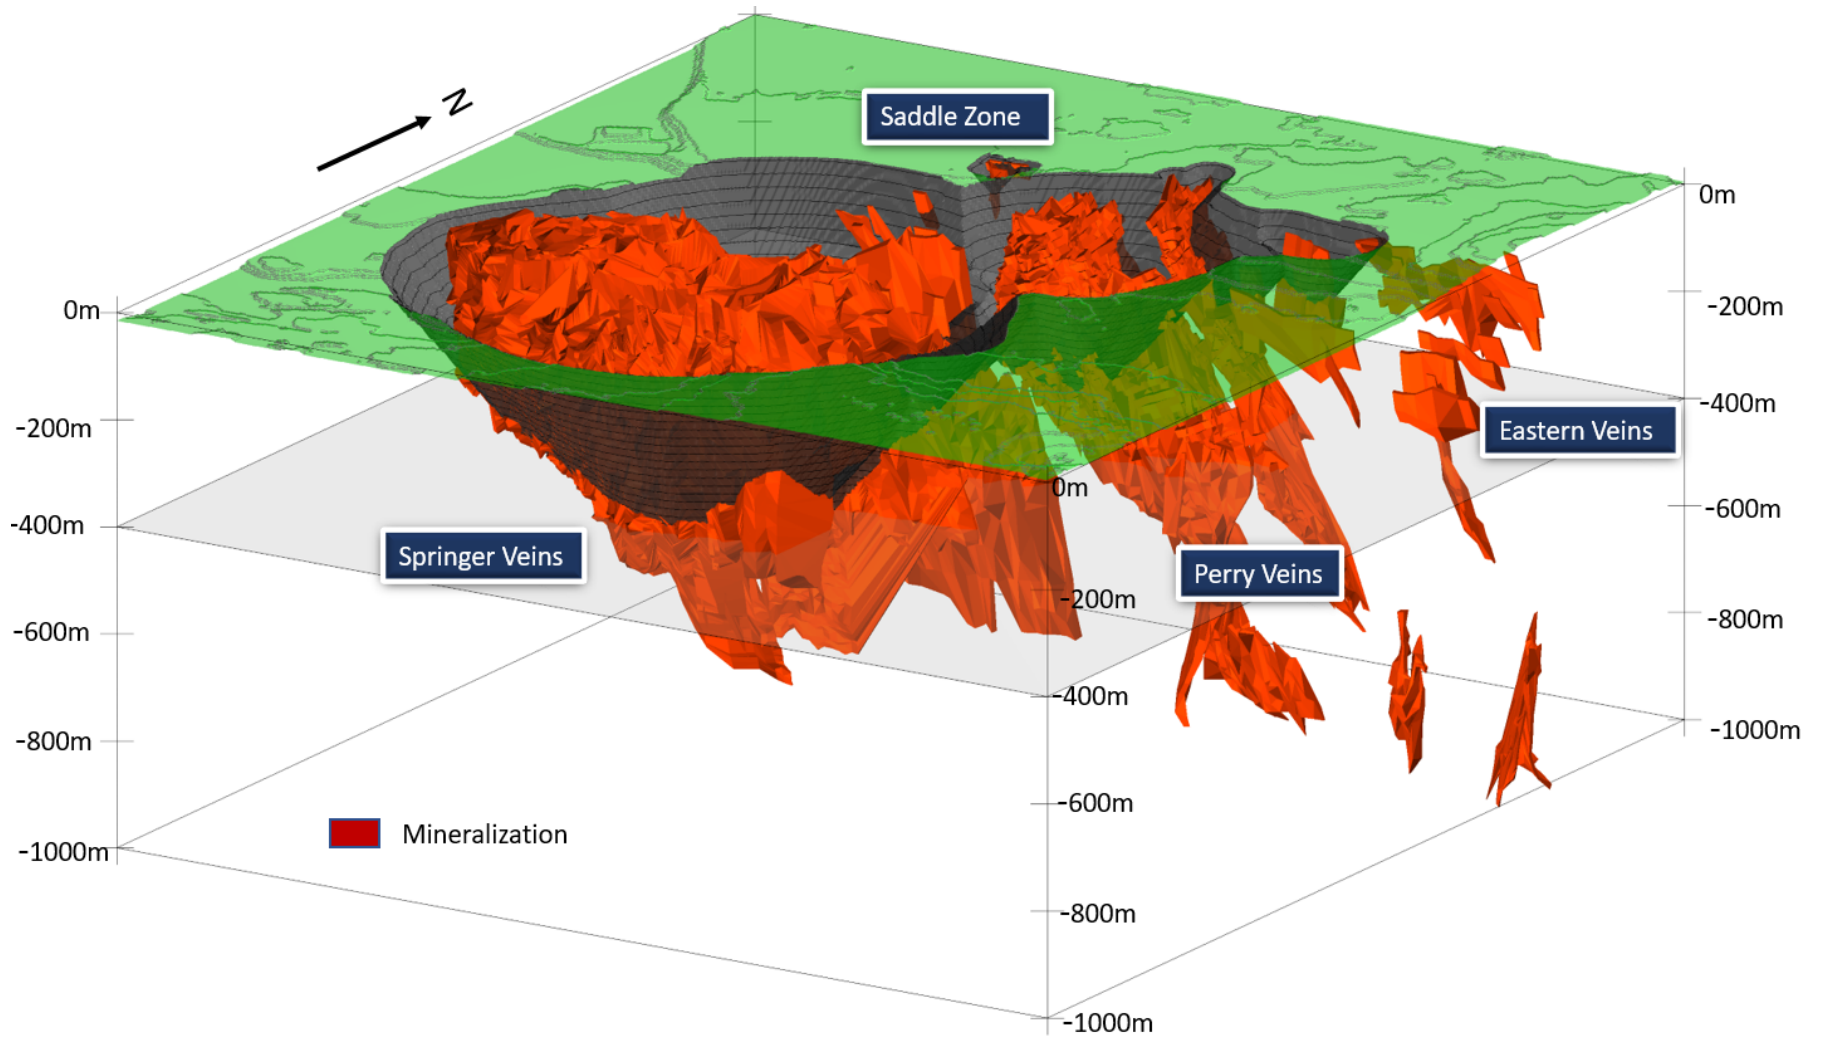 N
Saddle Zone
0m
-200m
-400m
-600m
-800m
-1000m
0m
-200m
-400m
-600m
-800m
-1000m
0m
-200m
-400m
-600m
-800m
-1000m
Eastern Veins
Springer Veins
Perry Veins
Mineralization